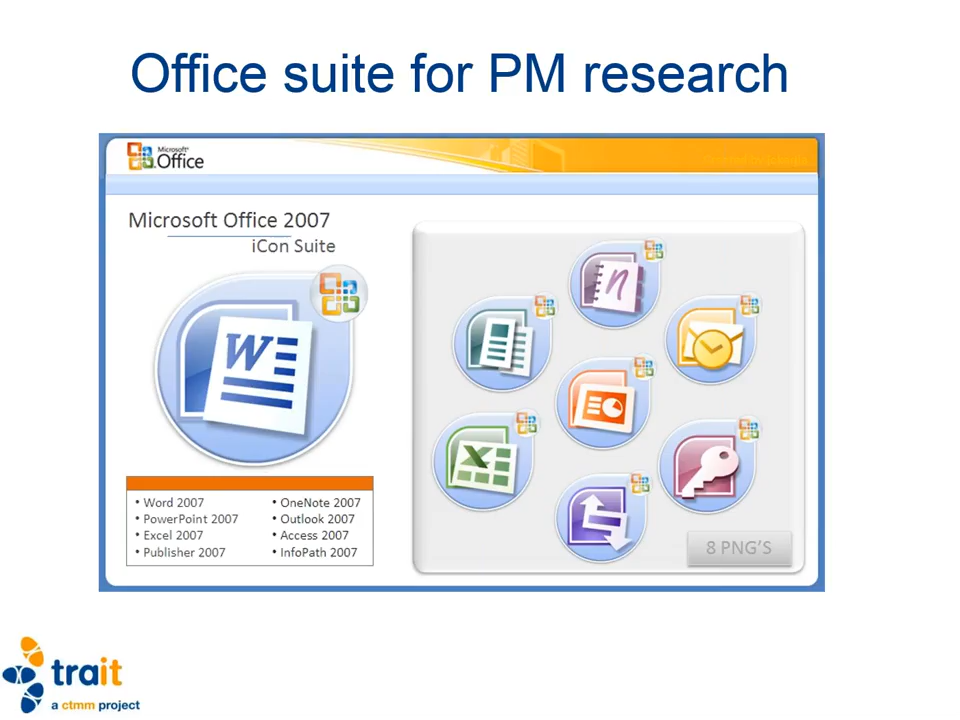 Office suite for PM research
Microsoft®
Office
Microsoft Office 2007
iCon Suite
W
n
X
• Word 2007
• PowerPoint 2007
• Excel 2007
• Publisher 2007
• OneNote 2007
• Outlook 2007
• Access 2007
• InfoPath 2007
8 PNG'S
trait
a ctmm project